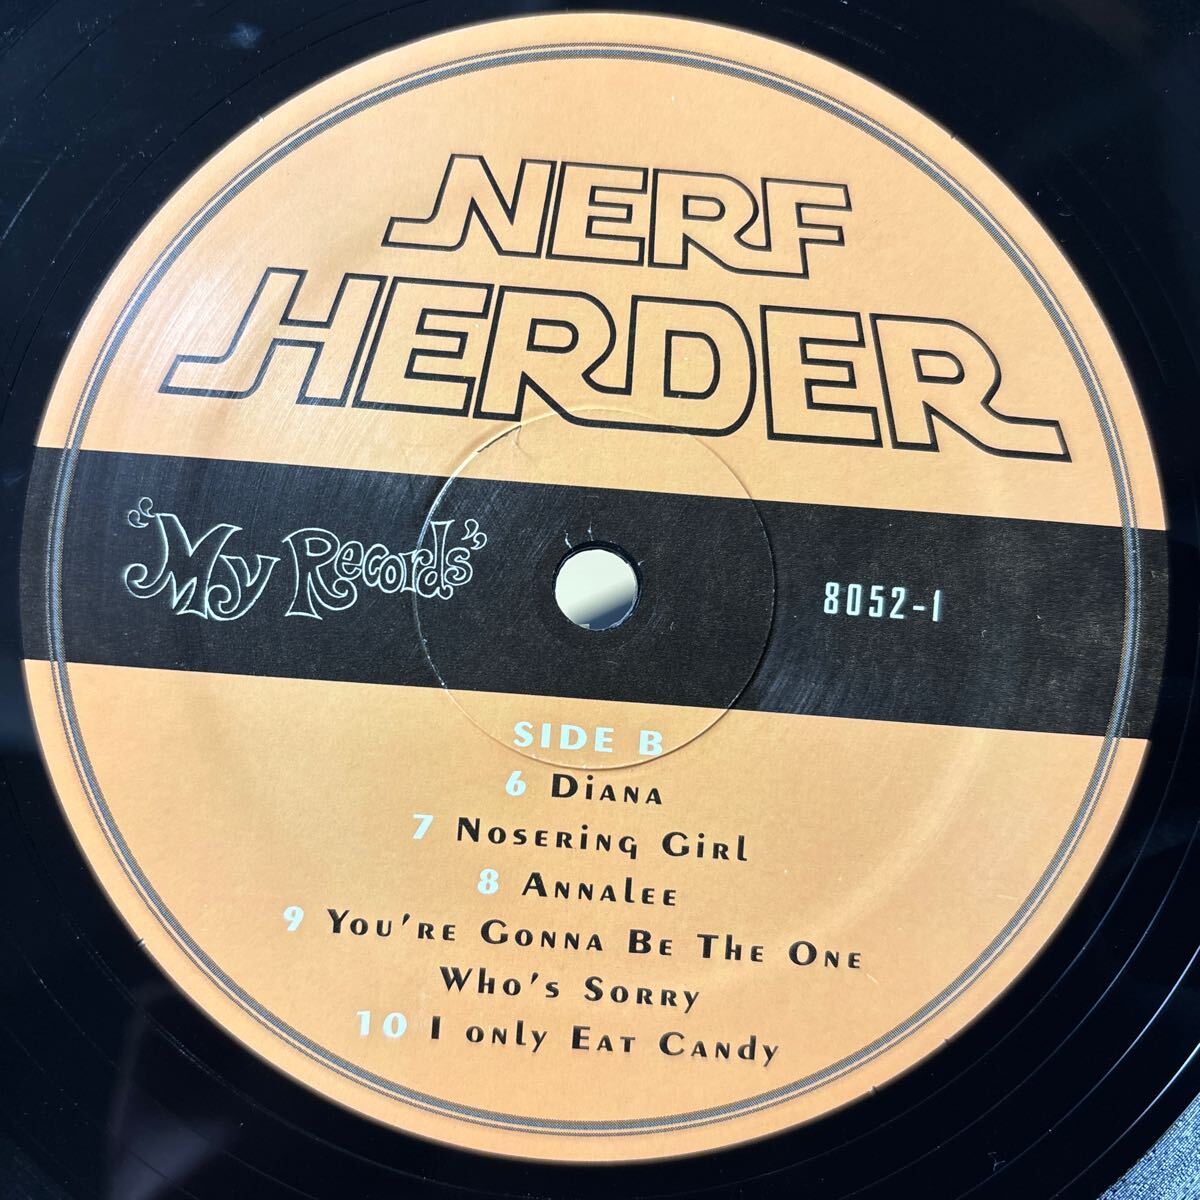 NERF
HERDER
"My Records"
8052-1
SIDE B
6 Diana
7 Nosering Girl
8 Annalee
9 You're Gonna Be The One
Who's Sorry
10 I only Eat Candy